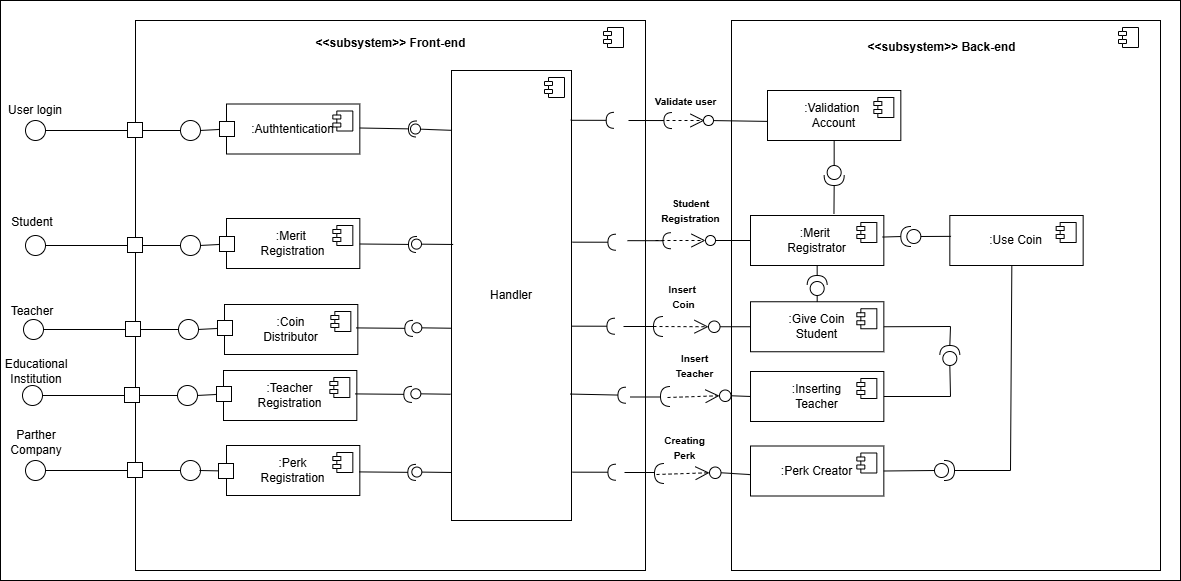 <<subsystem>> Front-end
<<subsystem>> Back-end
User login
:Authtentication
Validate user
:Validation
Account
Student
:Merit
Registration
Student
Registration
:Merit
Registrator
:Use Coin
Handler
Teacher
:Coin
Distributor
Insert
Coin
:Give Coin
Student
Educational
Institution
:Teacher
Registration
Insert
Teacher
:Inserting
Teacher
Parther
Company
:Perk
Registration
Creating
Perk
:Perk Creator